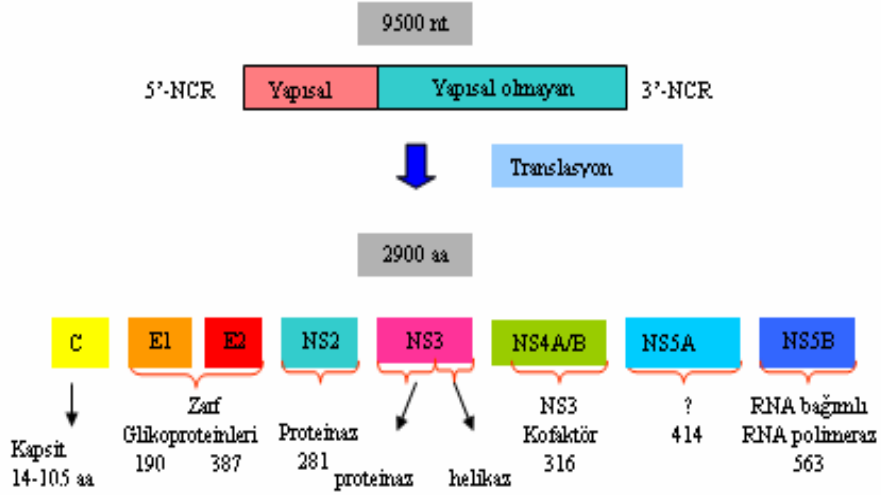 9500 nt
5’-NCR Yapısal Yapısal olmayan 3’-NCR
Translasyon
2900 aa
C E1 E2 NS2 NS3 NS4A/B NS5A NS5B
Zarf
Glikoproteinleri
190 387
Proteinaz
281
NS3
Kofaktör
316
?
414
RNA bağımlı
RNA polimeraz
563
Kapsit
14-105 aa
proteinaz
helikaz